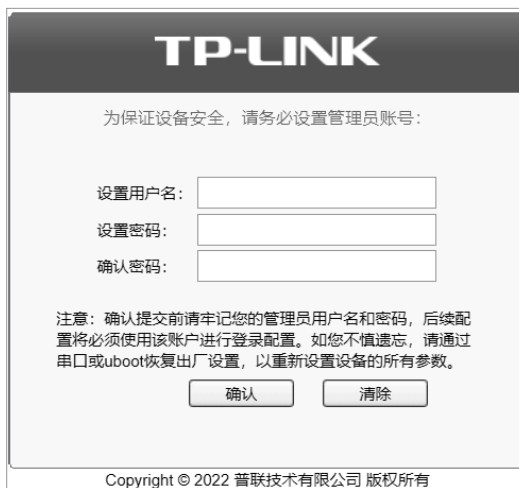 TP-LINK
为保证设备安全，请务必设置管理员账号：
设置用户名：
设置密码：
确认密码：
注意：确认提交前请牢记您的管理员用户名和密码，后续配
置将必须使用该账户进行登录配置。如您不慎遗忘，请通过
串口或uboot恢复出厂设置，以重新设置设备的所有参数。
确认 清除
Copyright © 2022 普联技术有限公司 版权所有